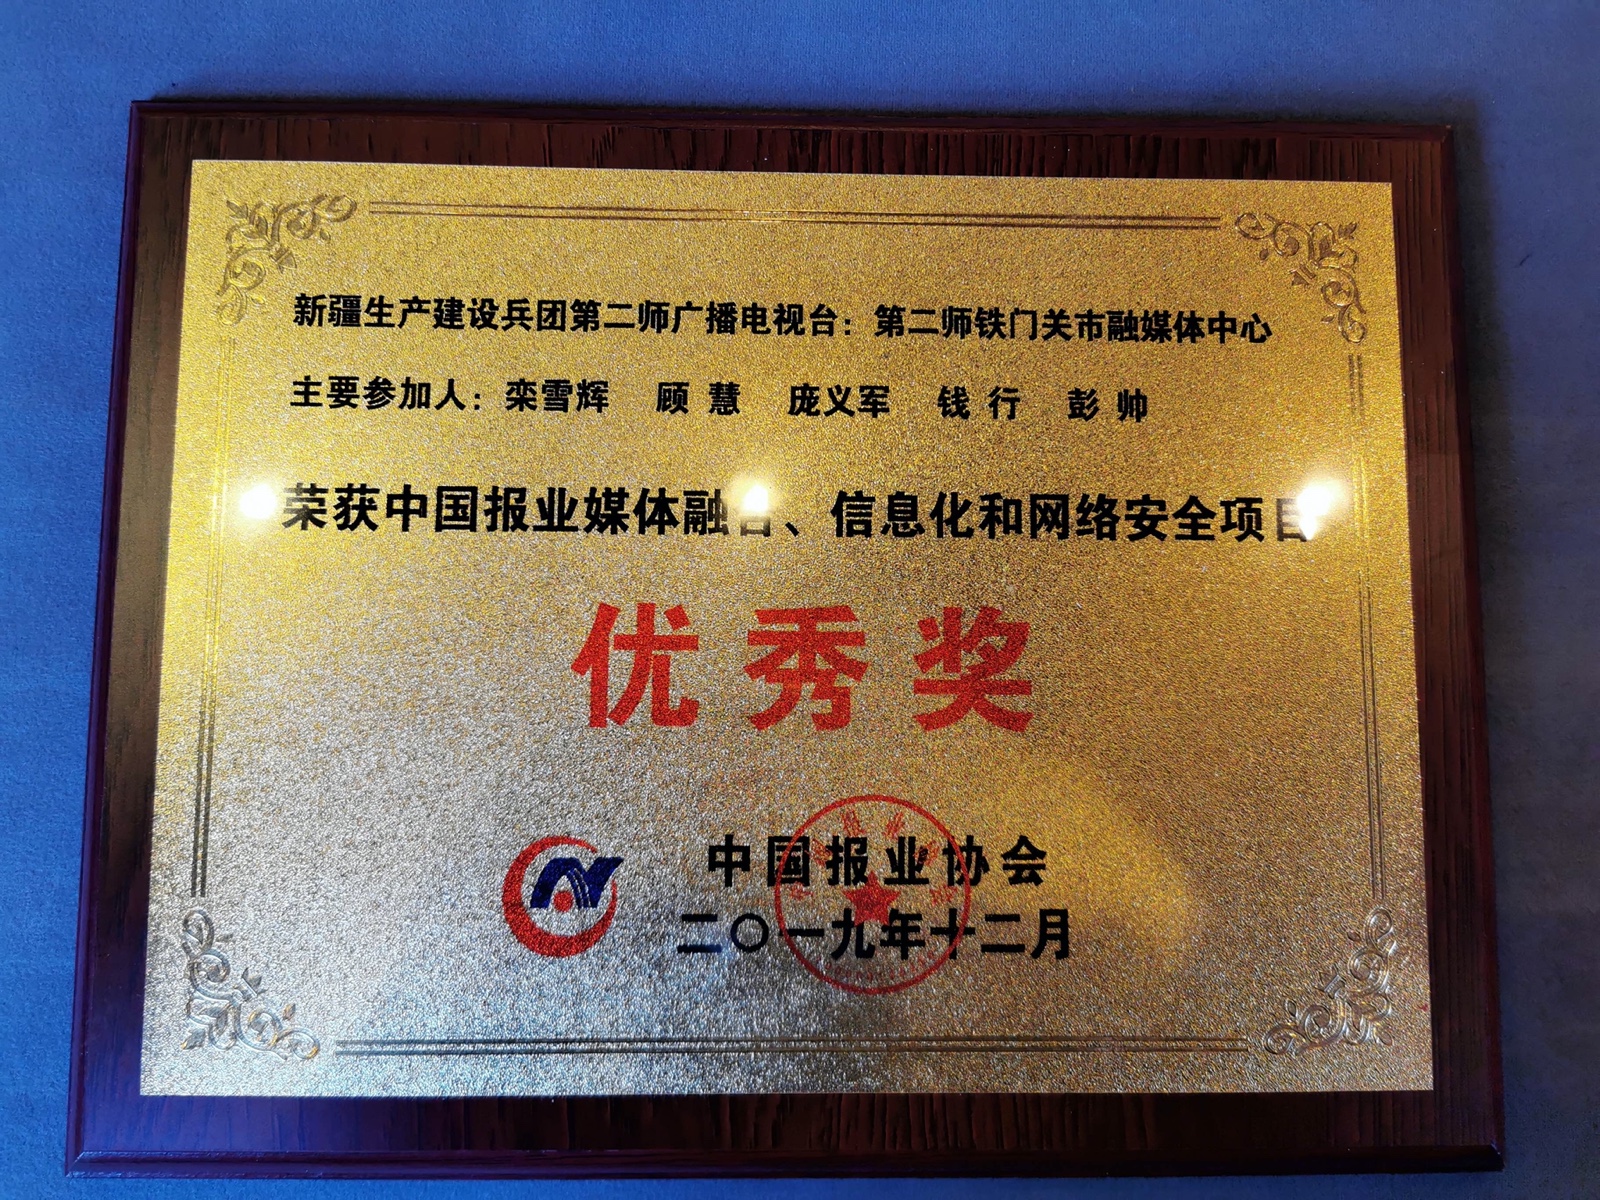 新疆生产建设兵团第二师广播电视台：第二师铁门关市融媒体中心
主要参加人：栾雪辉 顾慧 庞义军 钱行 彭帅
荣获中国报业媒体融合、信息化和网络安全项目
优秀奖
中国报业协会
二〇一九年十二月